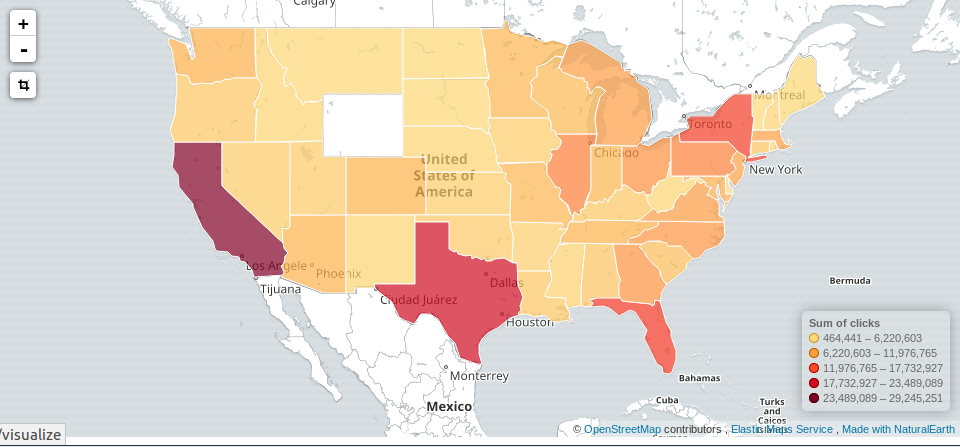 Calgary
+
-
Montreal
Toronto
Chicago
New York
United
States of
America
Los Angele
Phoenix
Tijuana
Dallas
Ciudad Juárez
Houston
Bermuda
Monterrey
Bahamas
Mexico
Cuba
Turks
and
Caicos
Sum of clicks
464,441 – 6,220,603
6,220,603 – 11,976,765
11,976,765 – 17,732,927
17,732,927 – 23,489,089
23,489,089 – 29,245,251
/visualize
© OpenStreetMap contributors , Elastic Maps Service , Made with NaturalEarth